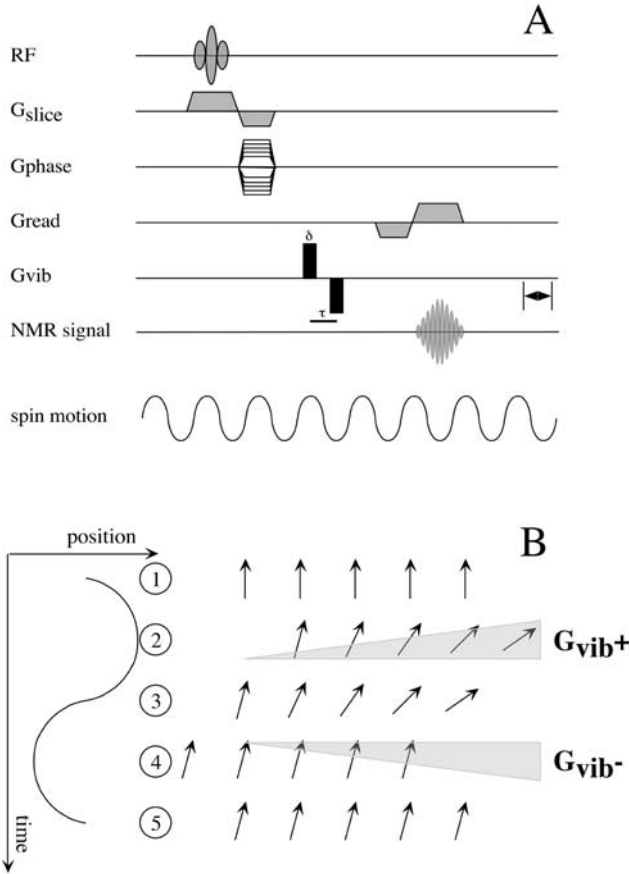 A
RF
Gslice
Gphase
Gread
δ
Gvib
τ
NMR signal
spin motion
B
position
1
2
Gvib+
3
4
Gvib-
5
time